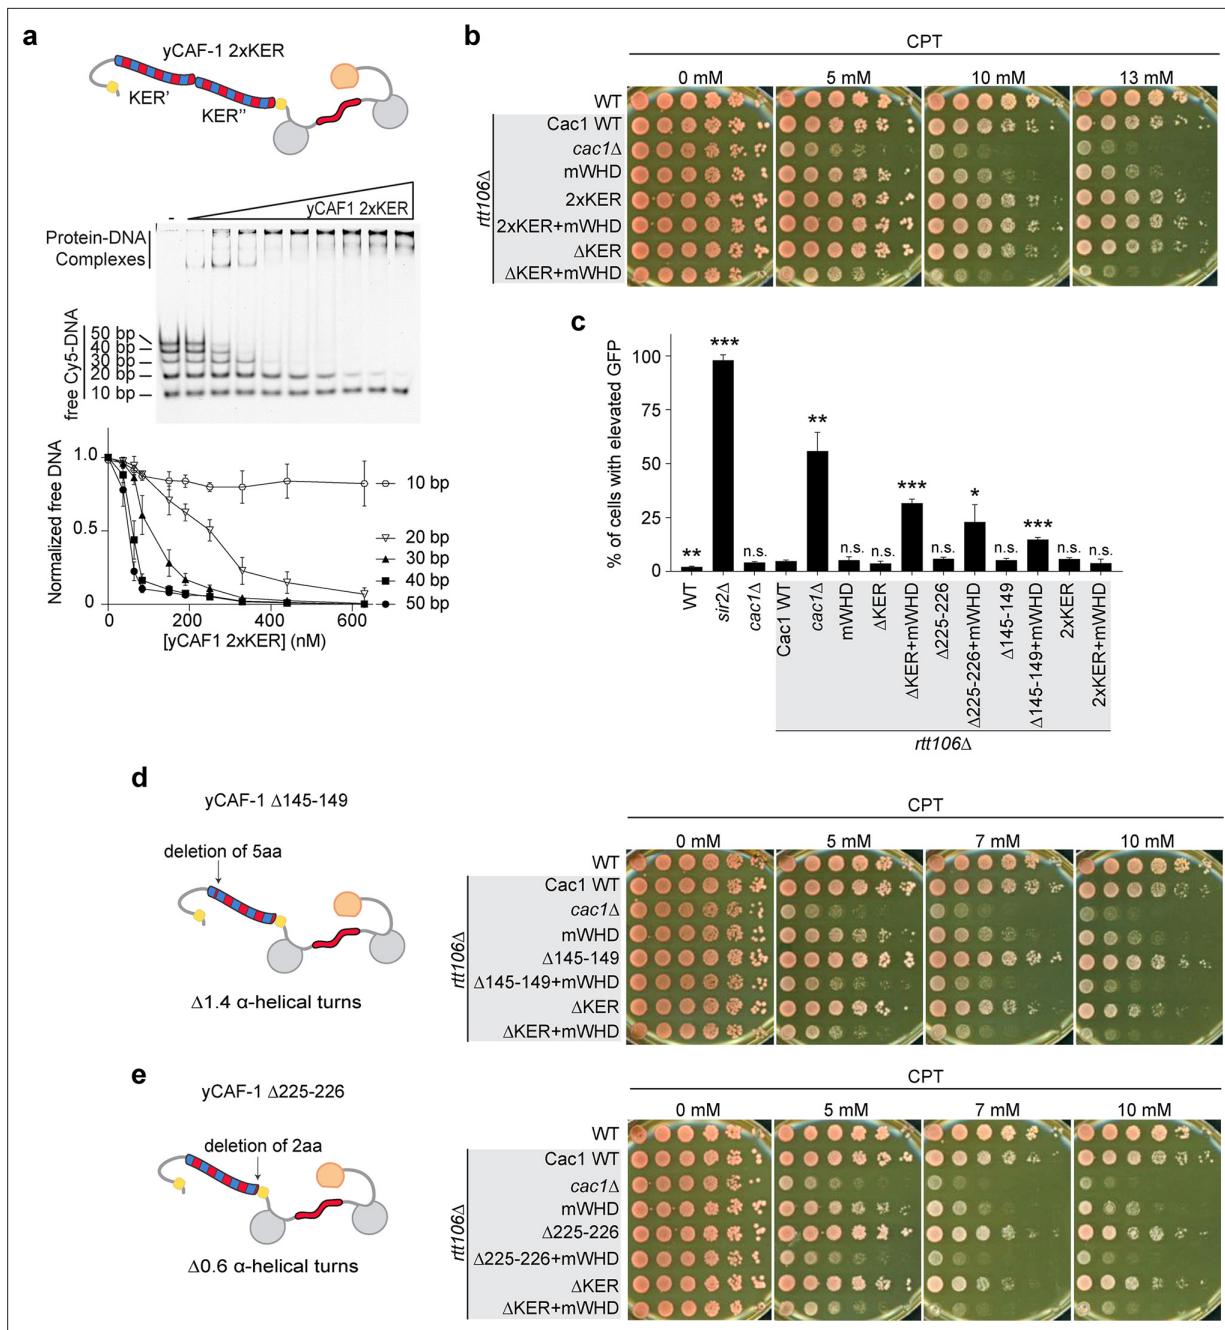 a
yCAF-1 2xKER
KER'
KER"
-
yCAF1 2xKER
Protein-DNA
Complexes
free Cy5-DNA
50 bp
40 bp
30 bp
20 bp
10 bp
Normalized free DNA
1.0
0.5
0
0
200
400
600
[yCAF1 2xKER] (nM)
10 bp
20 bp
30 bp
40 bp
50 bp
b
CPT
0 mM
5 mM
10 mM
13 mM
WT
rtt106Δ
Cac1 WT
cac1Δ
mWHD
2xKER
2xKER+mWHD
ΔKER
ΔKER+mWHD
c
% of cells with elevated GFP
100
75
50
25
0
**
***
n.s.
**
n.s.
n.s.
***
n.s.
*
n.s.
***
n.s.
n.s.
WT
sir2Δ
cac1Δ
Cac1 WT
cac1Δ
mWHD
ΔKER
ΔKER+mWHD
Δ225-226
Δ225-226+mWHD
Δ145-149
Δ145-149+mWHD
2xKER
2xKER+mWHD
rtt106Δ
d
yCAF-1 Δ145-149
deletion of 5aa
Δ1.4 α-helical turns
CPT
0 mM
5 mM
7 mM
10 mM
WT
rtt106Δ
Cac1 WT
cac1Δ
mWHD
Δ145-149
Δ145-149+mWHD
ΔKER
ΔKER+mWHD
e
yCAF-1 Δ225-226
deletion of 2aa
Δ0.6 α-helical turns
CPT
0 mM
5 mM
7 mM
10 mM
WT
rtt106Δ
Cac1 WT
cac1Δ
mWHD
Δ225-226
Δ225-226+mWHD
ΔKER
ΔKER+mWHD